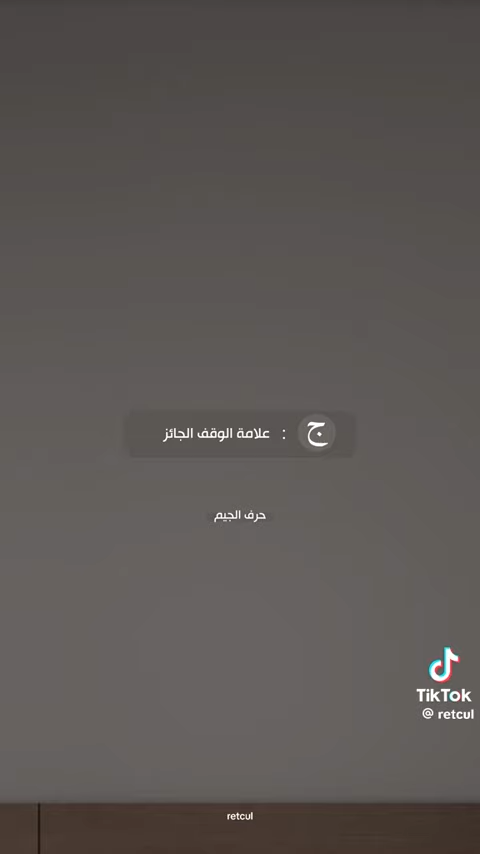 ج : علامة الوقف الجائز
حرف الجيم
TikTok
@ retcul
retcul